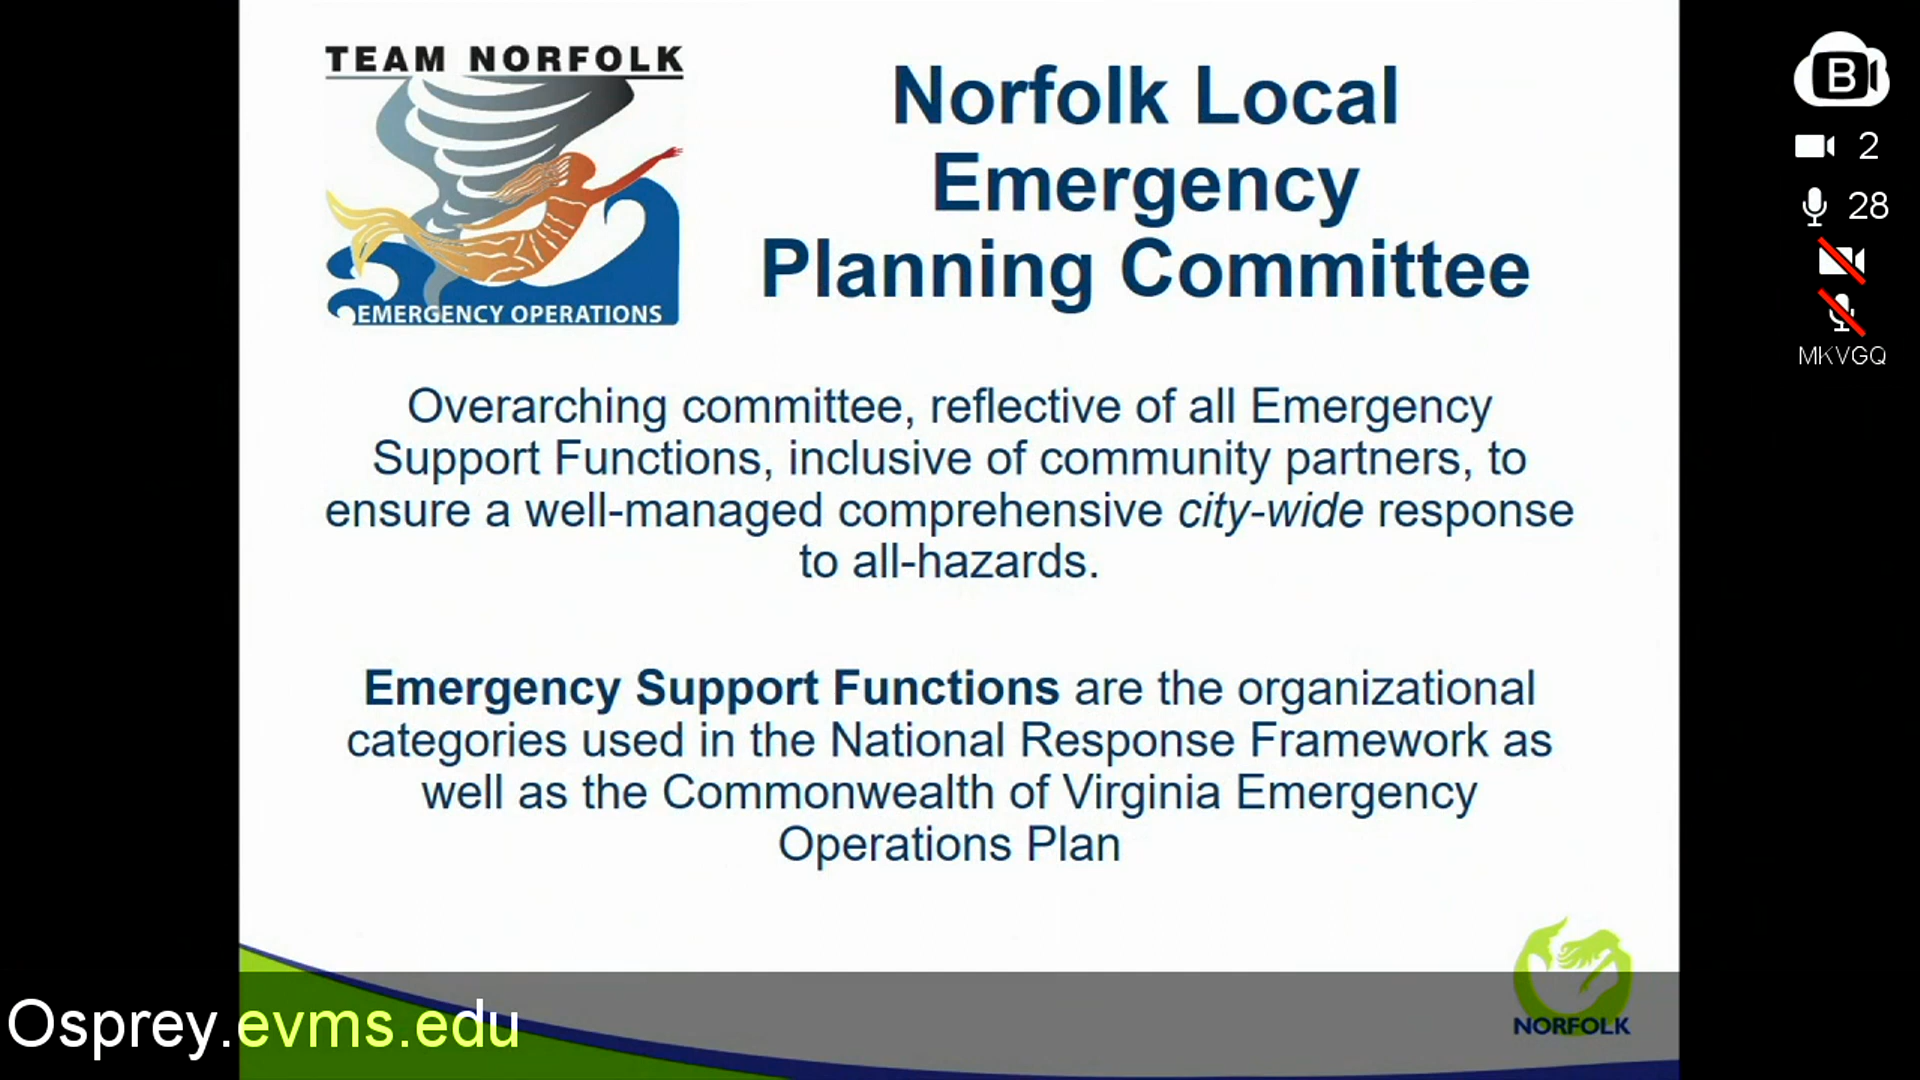 TEAM NORFOLK
EMERGENCY OPERATIONS
Norfolk Local
Emergency
Planning Committee
Overarching committee, reflective of all Emergency
Support Functions, inclusive of community partners, to
ensure a well-managed comprehensive city-wide response
to all-hazards.
Emergency Support Functions are the organizational
categories used in the National Response Framework as
well as the Commonwealth of Virginia Emergency
Operations Plan
NORFOLK
Osprey.evms.edu
B
2
28
MKVGQ